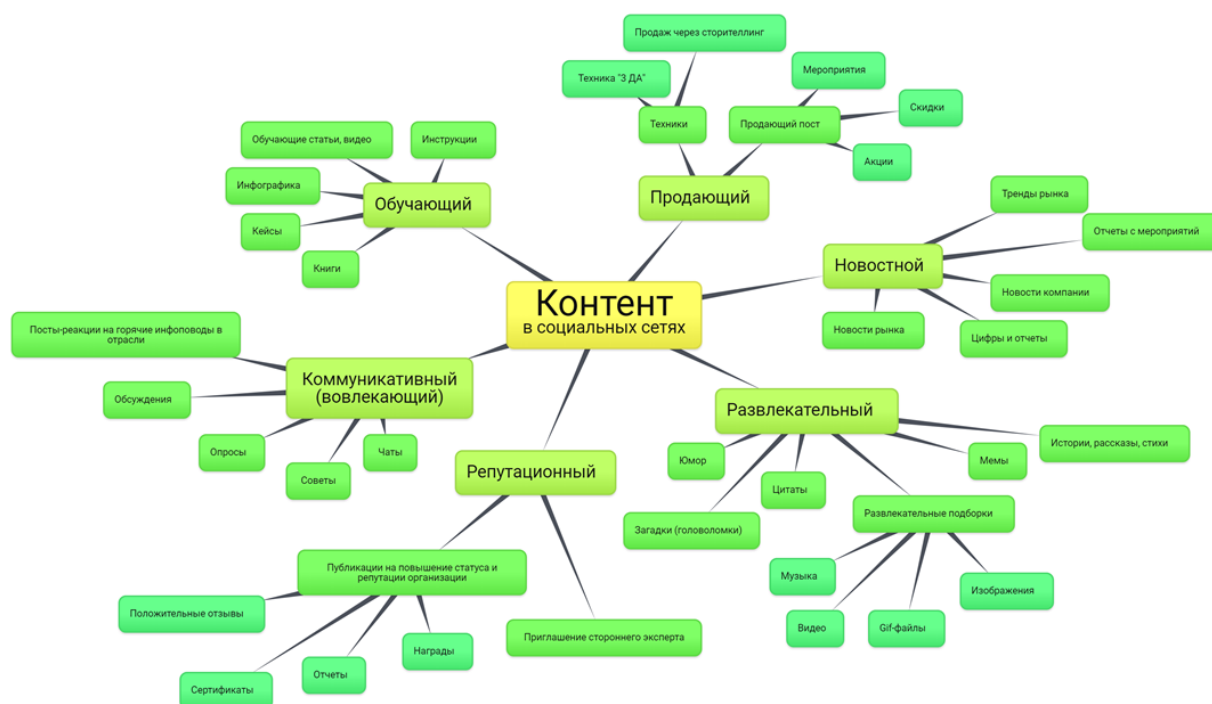 Контент
в социальных сетях
Продающий
Техники
Техника "3 ДА"
Продаж через сторителлинг
Продающий пост
Мероприятия
Скидки
Акции
Новостной
Тренды рынка
Отчеты с мероприятий
Новости компании
Цифры и отчеты
Новости рынка
Развлекательный
Истории, рассказы, стихи
Мемы
Развлекательные подборки
Изображения
Gif-файлы
Видео
Музыка
Цитаты
Загадки (головоломки)
Юмор
Репутационный
Приглашение стороннего эксперта
Публикации на повышение статуса и
репутации организации
Награды
Отчеты
Сертификаты
Положительные отзывы
Коммуникативный
(вовлекающий)
Чаты
Советы
Опросы
Обсуждения
Посты-реакции на горячие инфоповоды в
отрасли
Обучающий
Книги
Кейсы
Инфографика
Обучающие статьи, видео
Инструкции